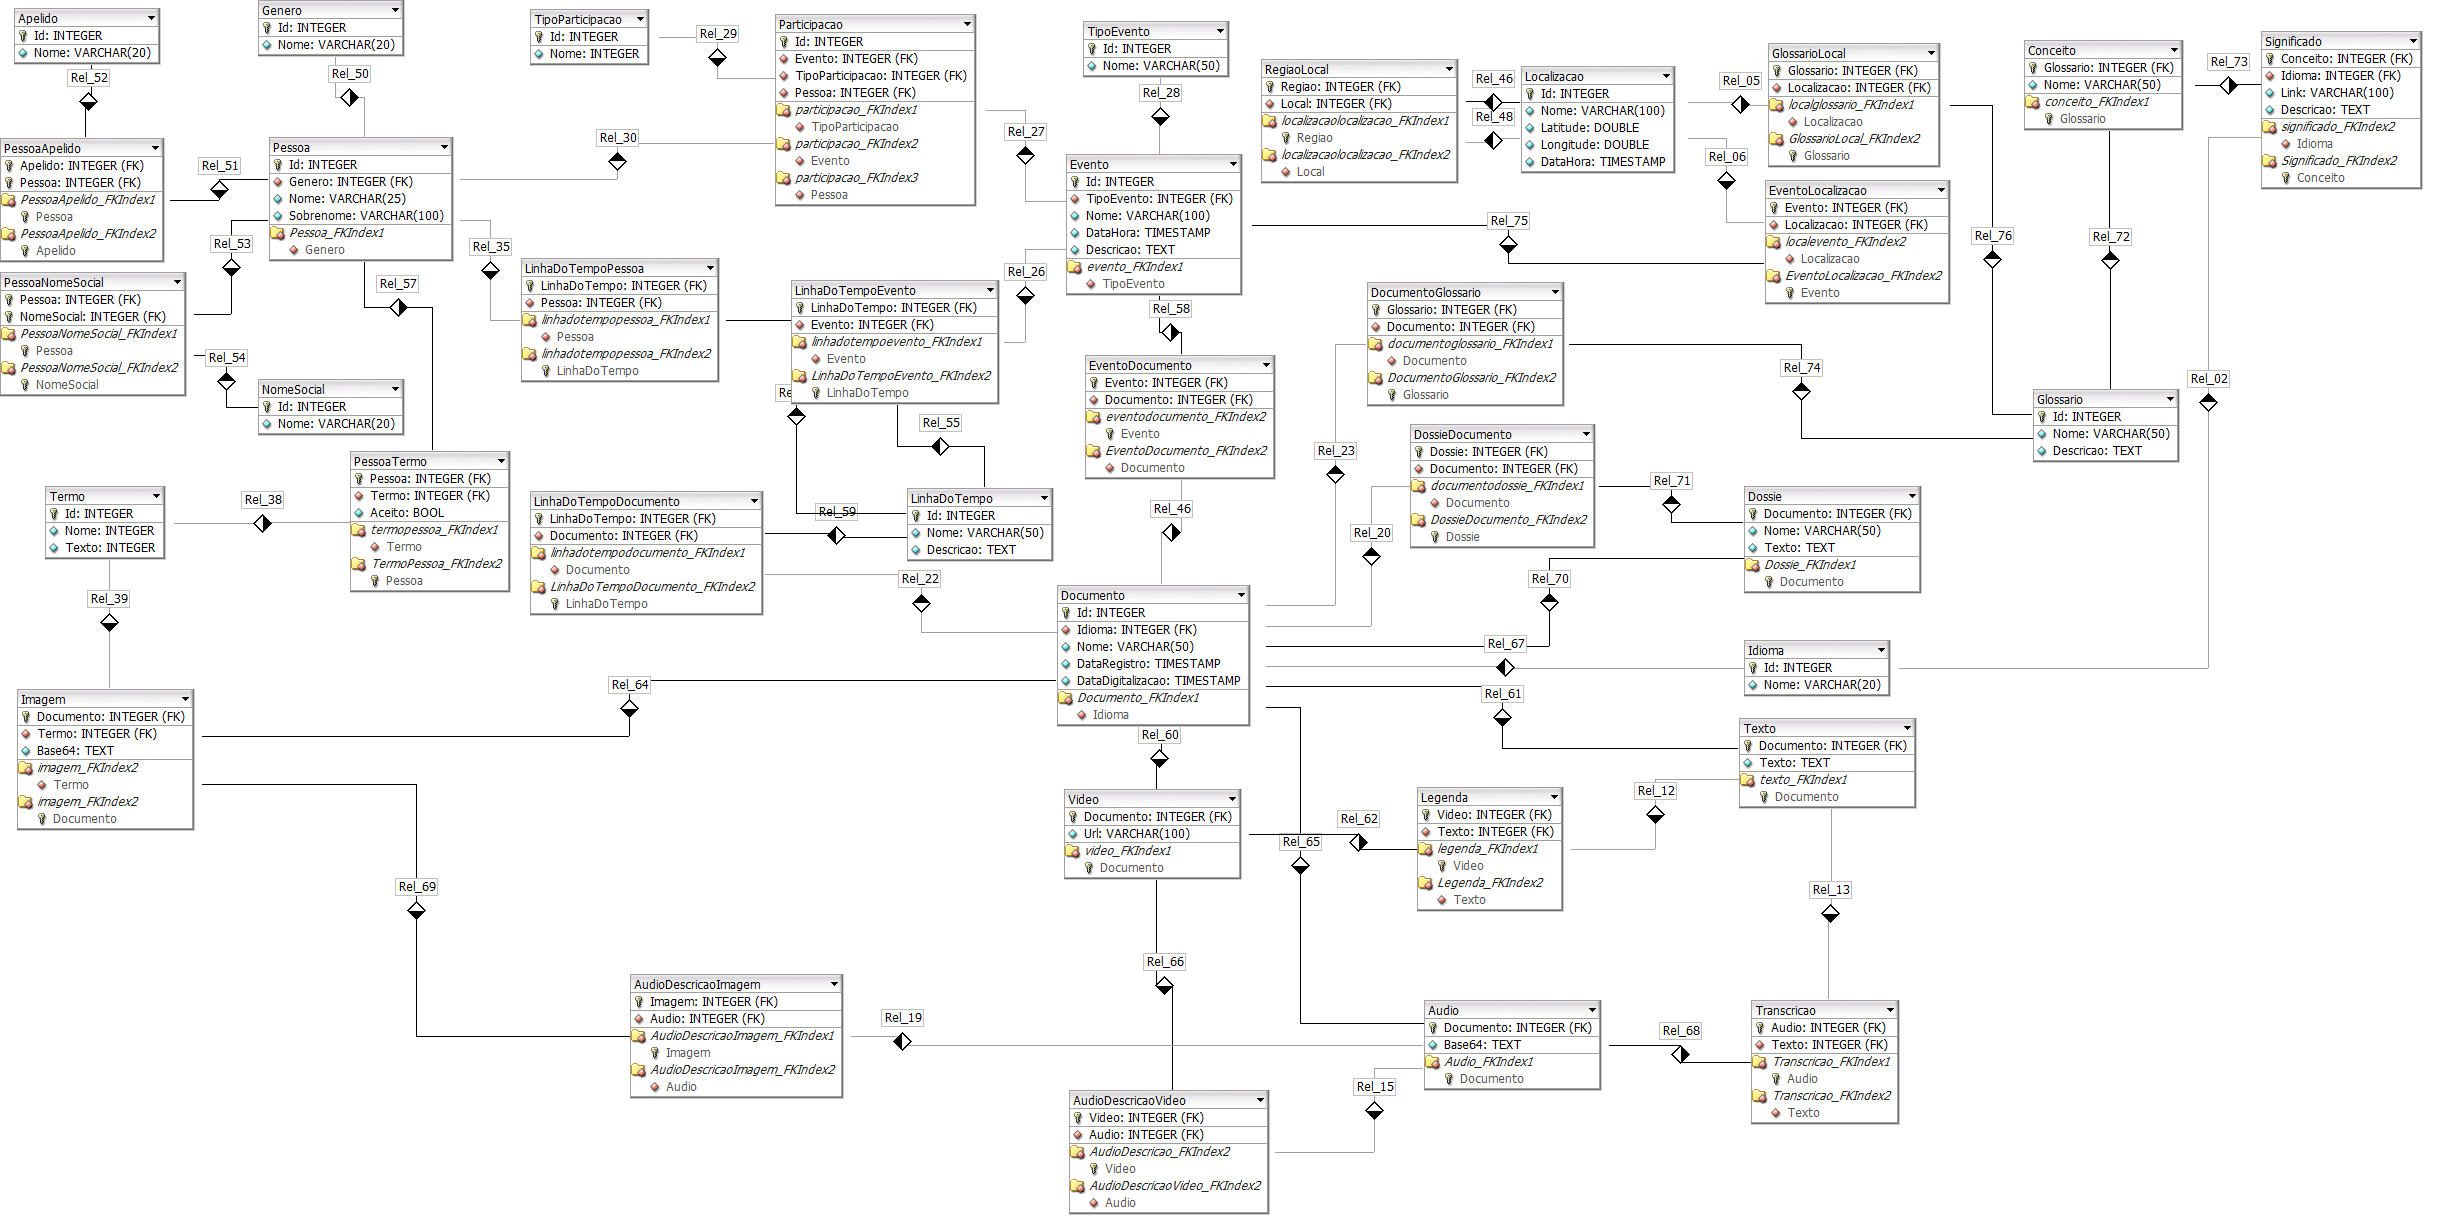 Apelido
Id: INTEGER
Nome: VARCHAR(20)
Rel_52
Genero
Id: INTEGER
Nome: VARCHAR(20)
Rel_50
TipoParticipacao
Id: INTEGER
Nome: INTEGER
Rel_29
Participacao
Id: INTEGER
Evento: INTEGER (FK)
TipoParticipacao: INTEGER (FK)
Pessoa: INTEGER (FK)
participacao_FKIndex1
TipoParticipacao
participacao_FKIndex2
Evento
participacao_FKIndex3
Pessoa
Rel_30
Rel_27
TipoEvento
Id: INTEGER
Nome: VARCHAR(50)
Rel_28
RegiaoLocal
Regiao: INTEGER (FK)
Local: INTEGER (FK)
localizacaolocalizacao_FKIndex1
Regiao
localizacaolocalizacao_FKIndex2
Local
Rel_46
Rel_48
Localizacao
Id: INTEGER
Nome: VARCHAR(100)
Latitude: DOUBLE
Longitude: DOUBLE
DataHora: TIMESTAMP
Rel_05
Rel_06
GlossarioLocal
Glossario: INTEGER (FK)
Localizacao: INTEGER (FK)
localglossario_FKIndex1
Localizacao
GlossarioLocal_FKIndex2
Glossario
Conceito
Glossario: INTEGER (FK)
Nome: VARCHAR(50)
conceito_FKIndex1
Glossario
Rel_73
Significado
Conceito: INTEGER (FK)
Idioma: INTEGER (FK)
Link: VARCHAR(100)
Descricao: TEXT
significado_FKIndex2
Idioma
Significado_FKIndex2
Conceito
PessoaApelido
Apelido: INTEGER (FK)
Pessoa: INTEGER (FK)
PessoaApelido_FKIndex1
Pessoa
PessoaApelido_FKIndex2
Apelido
Rel_51
Rel_53
Pessoa
Id: INTEGER
Genero: INTEGER (FK)
Nome: VARCHAR(25)
Sobrenome: VARCHAR(100)
Pessoa_FKIndex1
Genero
Rel_35
Rel_57
Evento
Id: INTEGER
TipoEvento: INTEGER (FK)
Nome: VARCHAR(100)
DataHora: TIMESTAMP
Descricao: TEXT
evento_FKIndex1
TipoEvento
Rel_26
Rel_58
Rel_75
EventoLocalizacao
Evento: INTEGER (FK)
Localizacao: INTEGER (FK)
localevento_FKIndex2
Localizacao
EventoLocalizacao_FKIndex2
Evento
Rel_76
Rel_72
PessoaNomeSocial
Pessoa: INTEGER (FK)
NomeSocial: INTEGER (FK)
PessoaNomeSocial_FKIndex1
Pessoa
PessoaNomeSocial_FKIndex2
NomeSocial
Rel_54
NomeSocial
Id: INTEGER
Nome: VARCHAR(20)
LinhaDoTempoPessoa
LinhaDoTempo: INTEGER (FK)
Pessoa: INTEGER (FK)
linhadotempopessoa_FKIndex1
Pessoa
linhadotempopessoa_FKIndex2
LinhaDoTempo
LinhaDoTempoEvento
LinhaDoTempo: INTEGER (FK)
Evento: INTEGER (FK)
linhadotempoevento_FKIndex1
Evento
LinhaDoTempoEvento_FKIndex2
LinhaDoTempo
Rel_55
EventoDocumento
Evento: INTEGER (FK)
Documento: INTEGER (FK)
eventodocumento_FKIndex2
Evento
EventoDocumento_FKIndex2
Documento
Rel_46
DocumentoGlossario
Glossario: INTEGER (FK)
Documento: INTEGER (FK)
documentoglossario_FKIndex1
Documento
DocumentoGlossario_FKIndex2
Glossario
Rel_74
Rel_02
Glossario
Id: INTEGER
Nome: VARCHAR(50)
Descricao: TEXT
Rel_23
DossieDocumento
Dossie: INTEGER (FK)
Documento: INTEGER (FK)
documentodossie_FKIndex1
Documento
DossieDocumento_FKIndex2
Dossie
Rel_71
Rel_20
Dossie
Documento: INTEGER (FK)
Nome: VARCHAR(50)
Texto: TEXT
Dossie_FKIndex1
Documento
Termo
Id: INTEGER
Nome: INTEGER
Texto: INTEGER
Rel_38
PessoaTermo
Pessoa: INTEGER (FK)
Termo: INTEGER (FK)
Aceito: BOOL
termopessoa_FKIndex1
Termo
TermoPessoa_FKIndex2
Pessoa
LinhaDoTempoDocumento
LinhaDoTempo: INTEGER (FK)
Documento: INTEGER (FK)
linhadotempodocumento_FKIndex1
Documento
LinhaDoTempoDocumento_FKIndex2
LinhaDoTempo
Rel_59
LinhaDoTempo
Id: INTEGER
Nome: VARCHAR(50)
Descricao: TEXT
Rel_22
Rel_39
Documento
Id: INTEGER
Idioma: INTEGER (FK)
Nome: VARCHAR(50)
DataRegistro: TIMESTAMP
DataDigitalizacao: TIMESTAMP
Documento_FKIndex1
Idioma
Rel_70
Rel_67
Rel_61
Idioma
Id: INTEGER
Nome: VARCHAR(20)
Imagem
Documento: INTEGER (FK)
Termo: INTEGER (FK)
Base64: TEXT
imagem_FKIndex2
Termo
imagem_FKIndex2
Documento
Rel_64
Rel_60
Texto
Documento: INTEGER (FK)
Texto: TEXT
texto_FKIndex1
Documento
Video
Documento: INTEGER (FK)
Url: VARCHAR(100)
video_FKIndex1
Documento
Rel_62
Rel_65
Legenda
Video: INTEGER (FK)
Texto: INTEGER (FK)
legenda_FKIndex1
Video
Legenda_FKIndex2
Texto
Rel_12
Rel_13
Rel_69
Rel_66
AudioDescricaoImagem
Imagem: INTEGER (FK)
Audio: INTEGER (FK)
AudioDescricaoImagem_FKIndex1
Imagem
AudioDescricaoImagem_FKIndex2
Audio
Rel_19
Audio
Documento: INTEGER (FK)
Base64: TEXT
Audio_FKIndex1
Documento
Rel_68
Transcricao
Audio: INTEGER (FK)
Texto: INTEGER (FK)
Transcricao_FKIndex1
Audio
Transcricao_FKIndex2
Texto
Rel_15
AudioDescricaoVideo
Video: INTEGER (FK)
Audio: INTEGER (FK)
AudioDescricao_FKIndex2
Video
AudioDescricaoVideo_FKIndex2
Audio